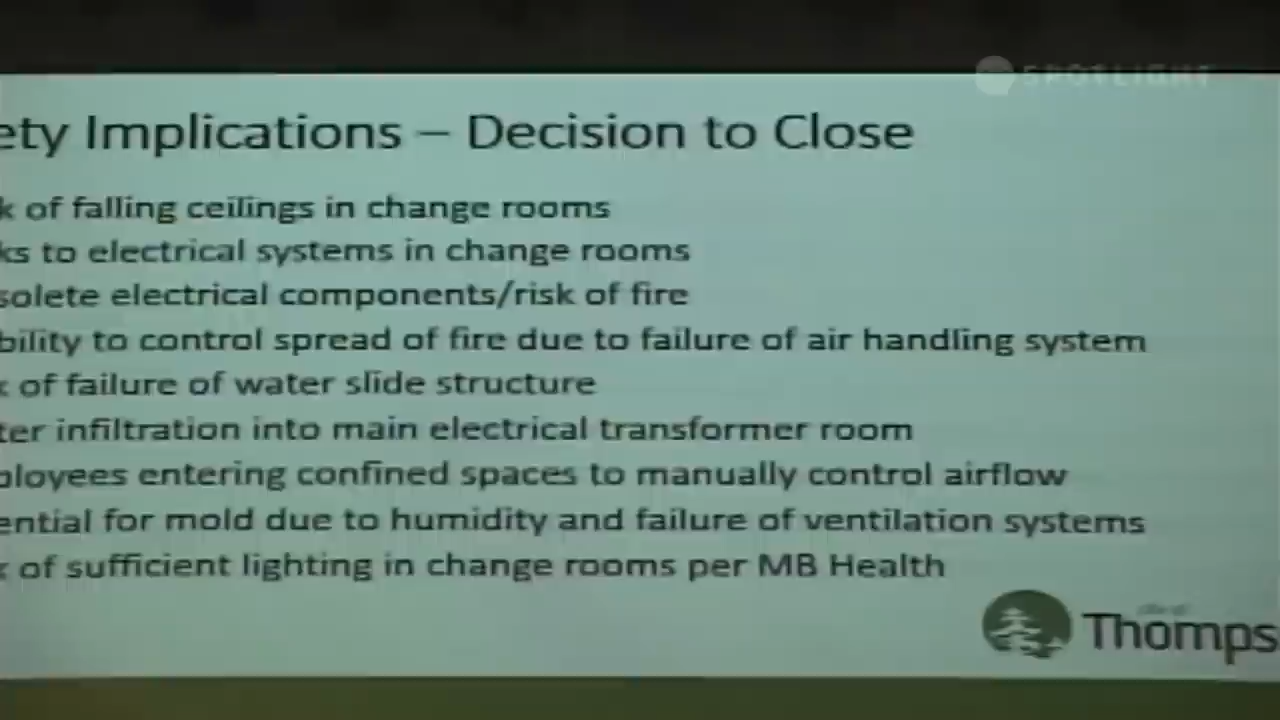 SPOTLIGHT
ety Implications – Decision to Close
k of falling ceilings in change rooms
ks to electrical systems in change rooms
solete electrical components/risk of fire
bility to control spread of fire due to failure of air handling system
k of failure of water slide structure
ter infiltration into main electrical transformer room
ployees entering confined spaces to manually control airflow
ential for mold due to humidity and failure of ventilation systems
k of sufficient lighting in change rooms per MB Health
Thomps